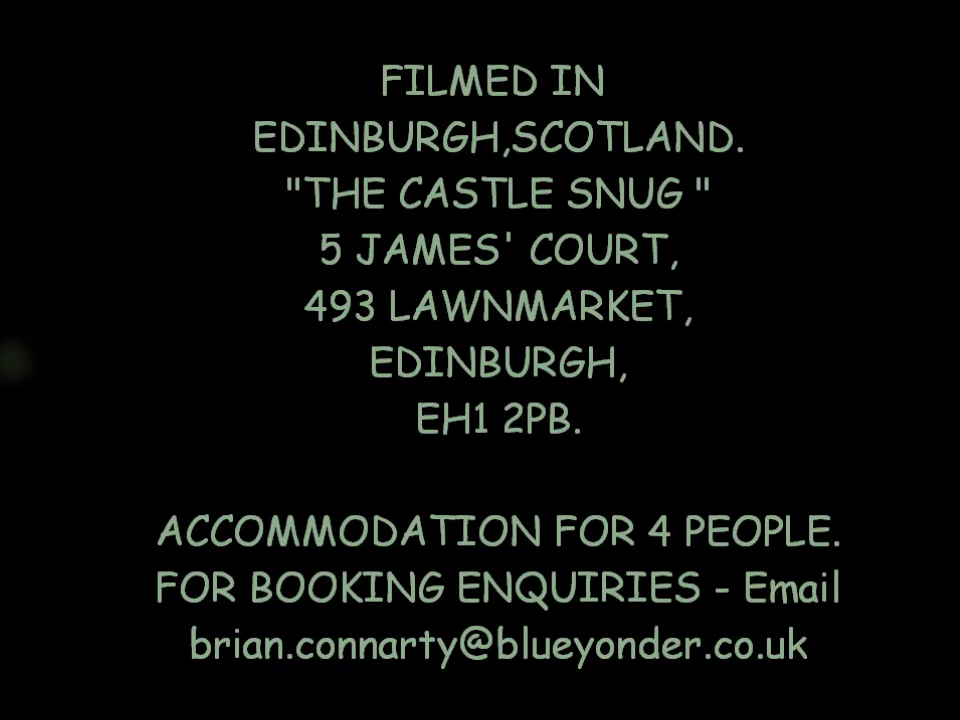 FILMED IN
EDINBURGH,SCOTLAND.
"THE CASTLE SNUG "
5 JAMES' COURT,
493 LAWNMARKET,
EDINBURGH,
EH1 2PB.
ACCOMMODATION FOR 4 PEOPLE.
FOR BOOKING ENQUIRIES - Email
brian.connarty@blueyonder.co.uk